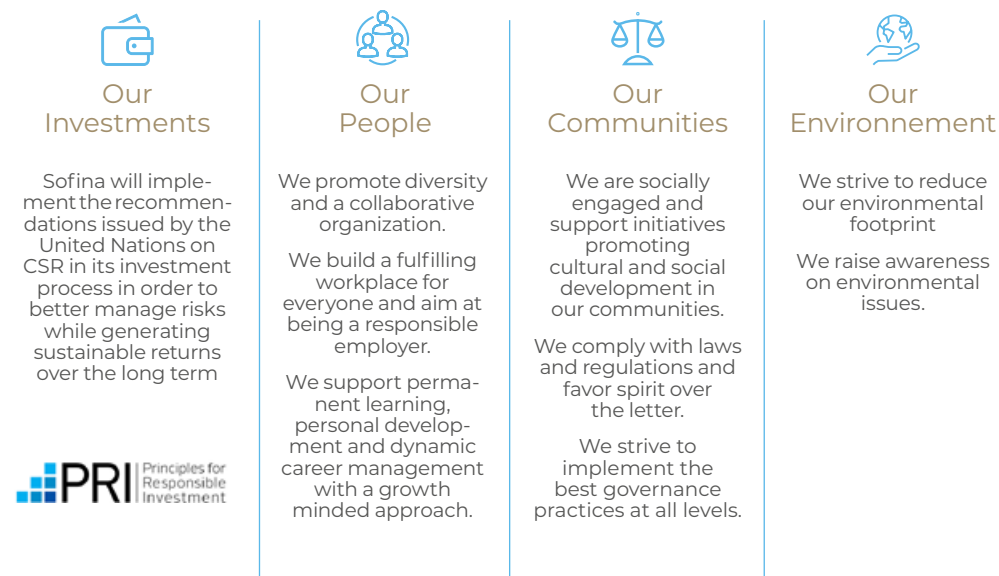 Our
Investments
Sofina will imple-
ment the recommen-
dations issued by the
United Nations on
CSR in its investment
process in order to
better manage risks
while generating
sustainable returns
over the long term
PRI
Principles for
Responsible
Investment
Our
People
We promote diversity
and a collaborative
organization.
We build a fulfilling
workplace for
everyone and aim at
being a responsible
employer.
We support perma-
nent learning,
personal develop-
ment and dynamic
career management
with a growth
minded approach.
Our
Communities
We are socially
engaged and
support initiatives
promoting
cultural and social
development in
our communities.
We comply with laws
and regulations and
favor spirit over
the letter.
We strive to
implement the
best governance
practices at all levels.
Our
Environnement
We strive to reduce
our environmental
footprint
We raise awareness
on environmental
issues.